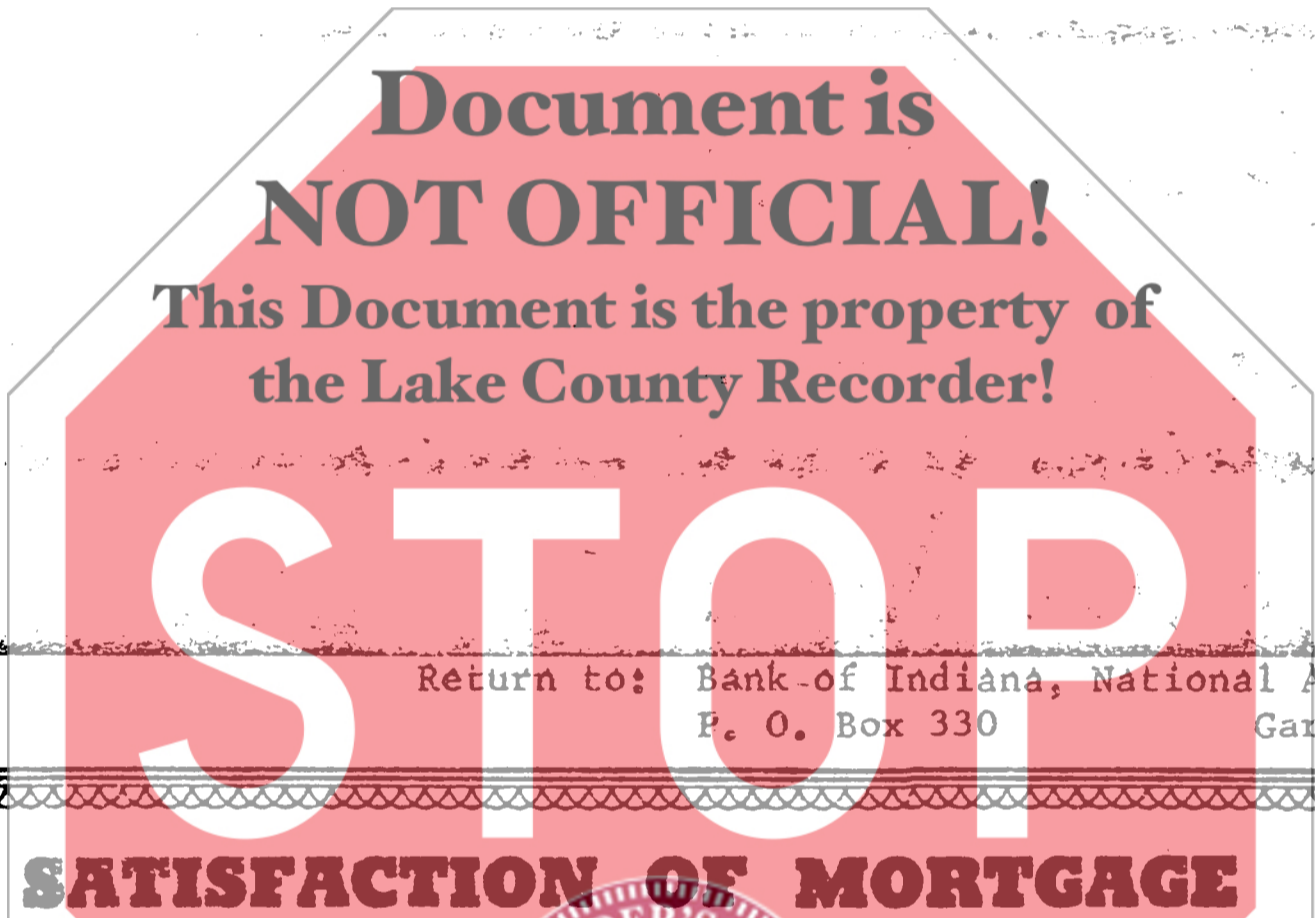 Document is
NOT OFFICIAL!
This Document is the property of
the Lake County Recorder!
STOP
Return to: Bank of Indiana, National
P. O. Box 330
SATISFACTION OF MORTGAGE